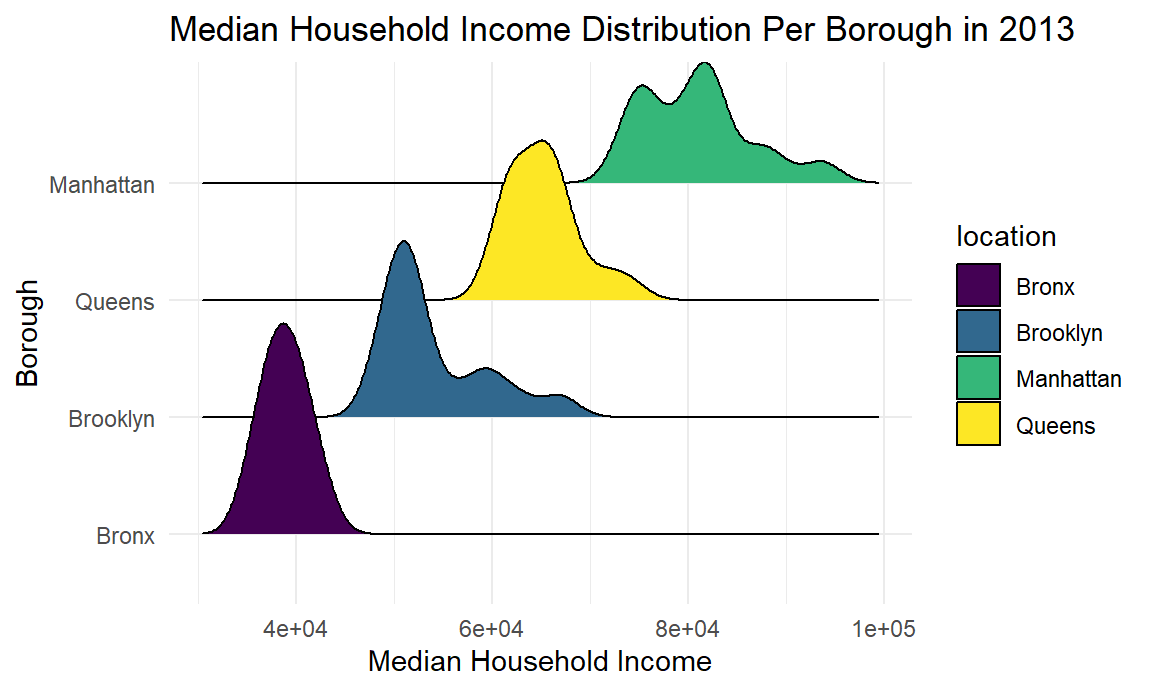 Median Household Income Distribution Per Borough in 2013
Borough
Manhattan
Queens
Brooklyn
Bronx
4e+04
6e+04
8e+04
1e+05
Median Household Income
location
Bronx
Brooklyn
Manhattan
Queens